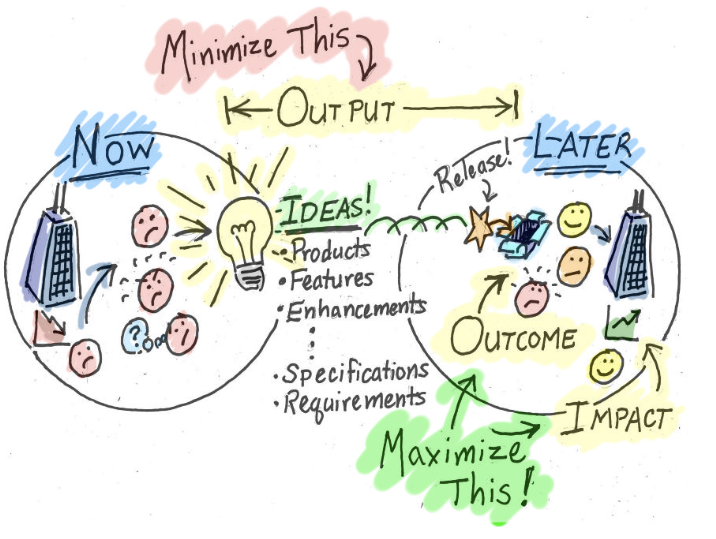 Minimize This
OUTPUT
NOW
LATER
Release!
IDEAS!
• Products
• Features
• Enhancements
• Specifications
• Requirements
?
OUTCOME
IMPACT
Maximize
This!